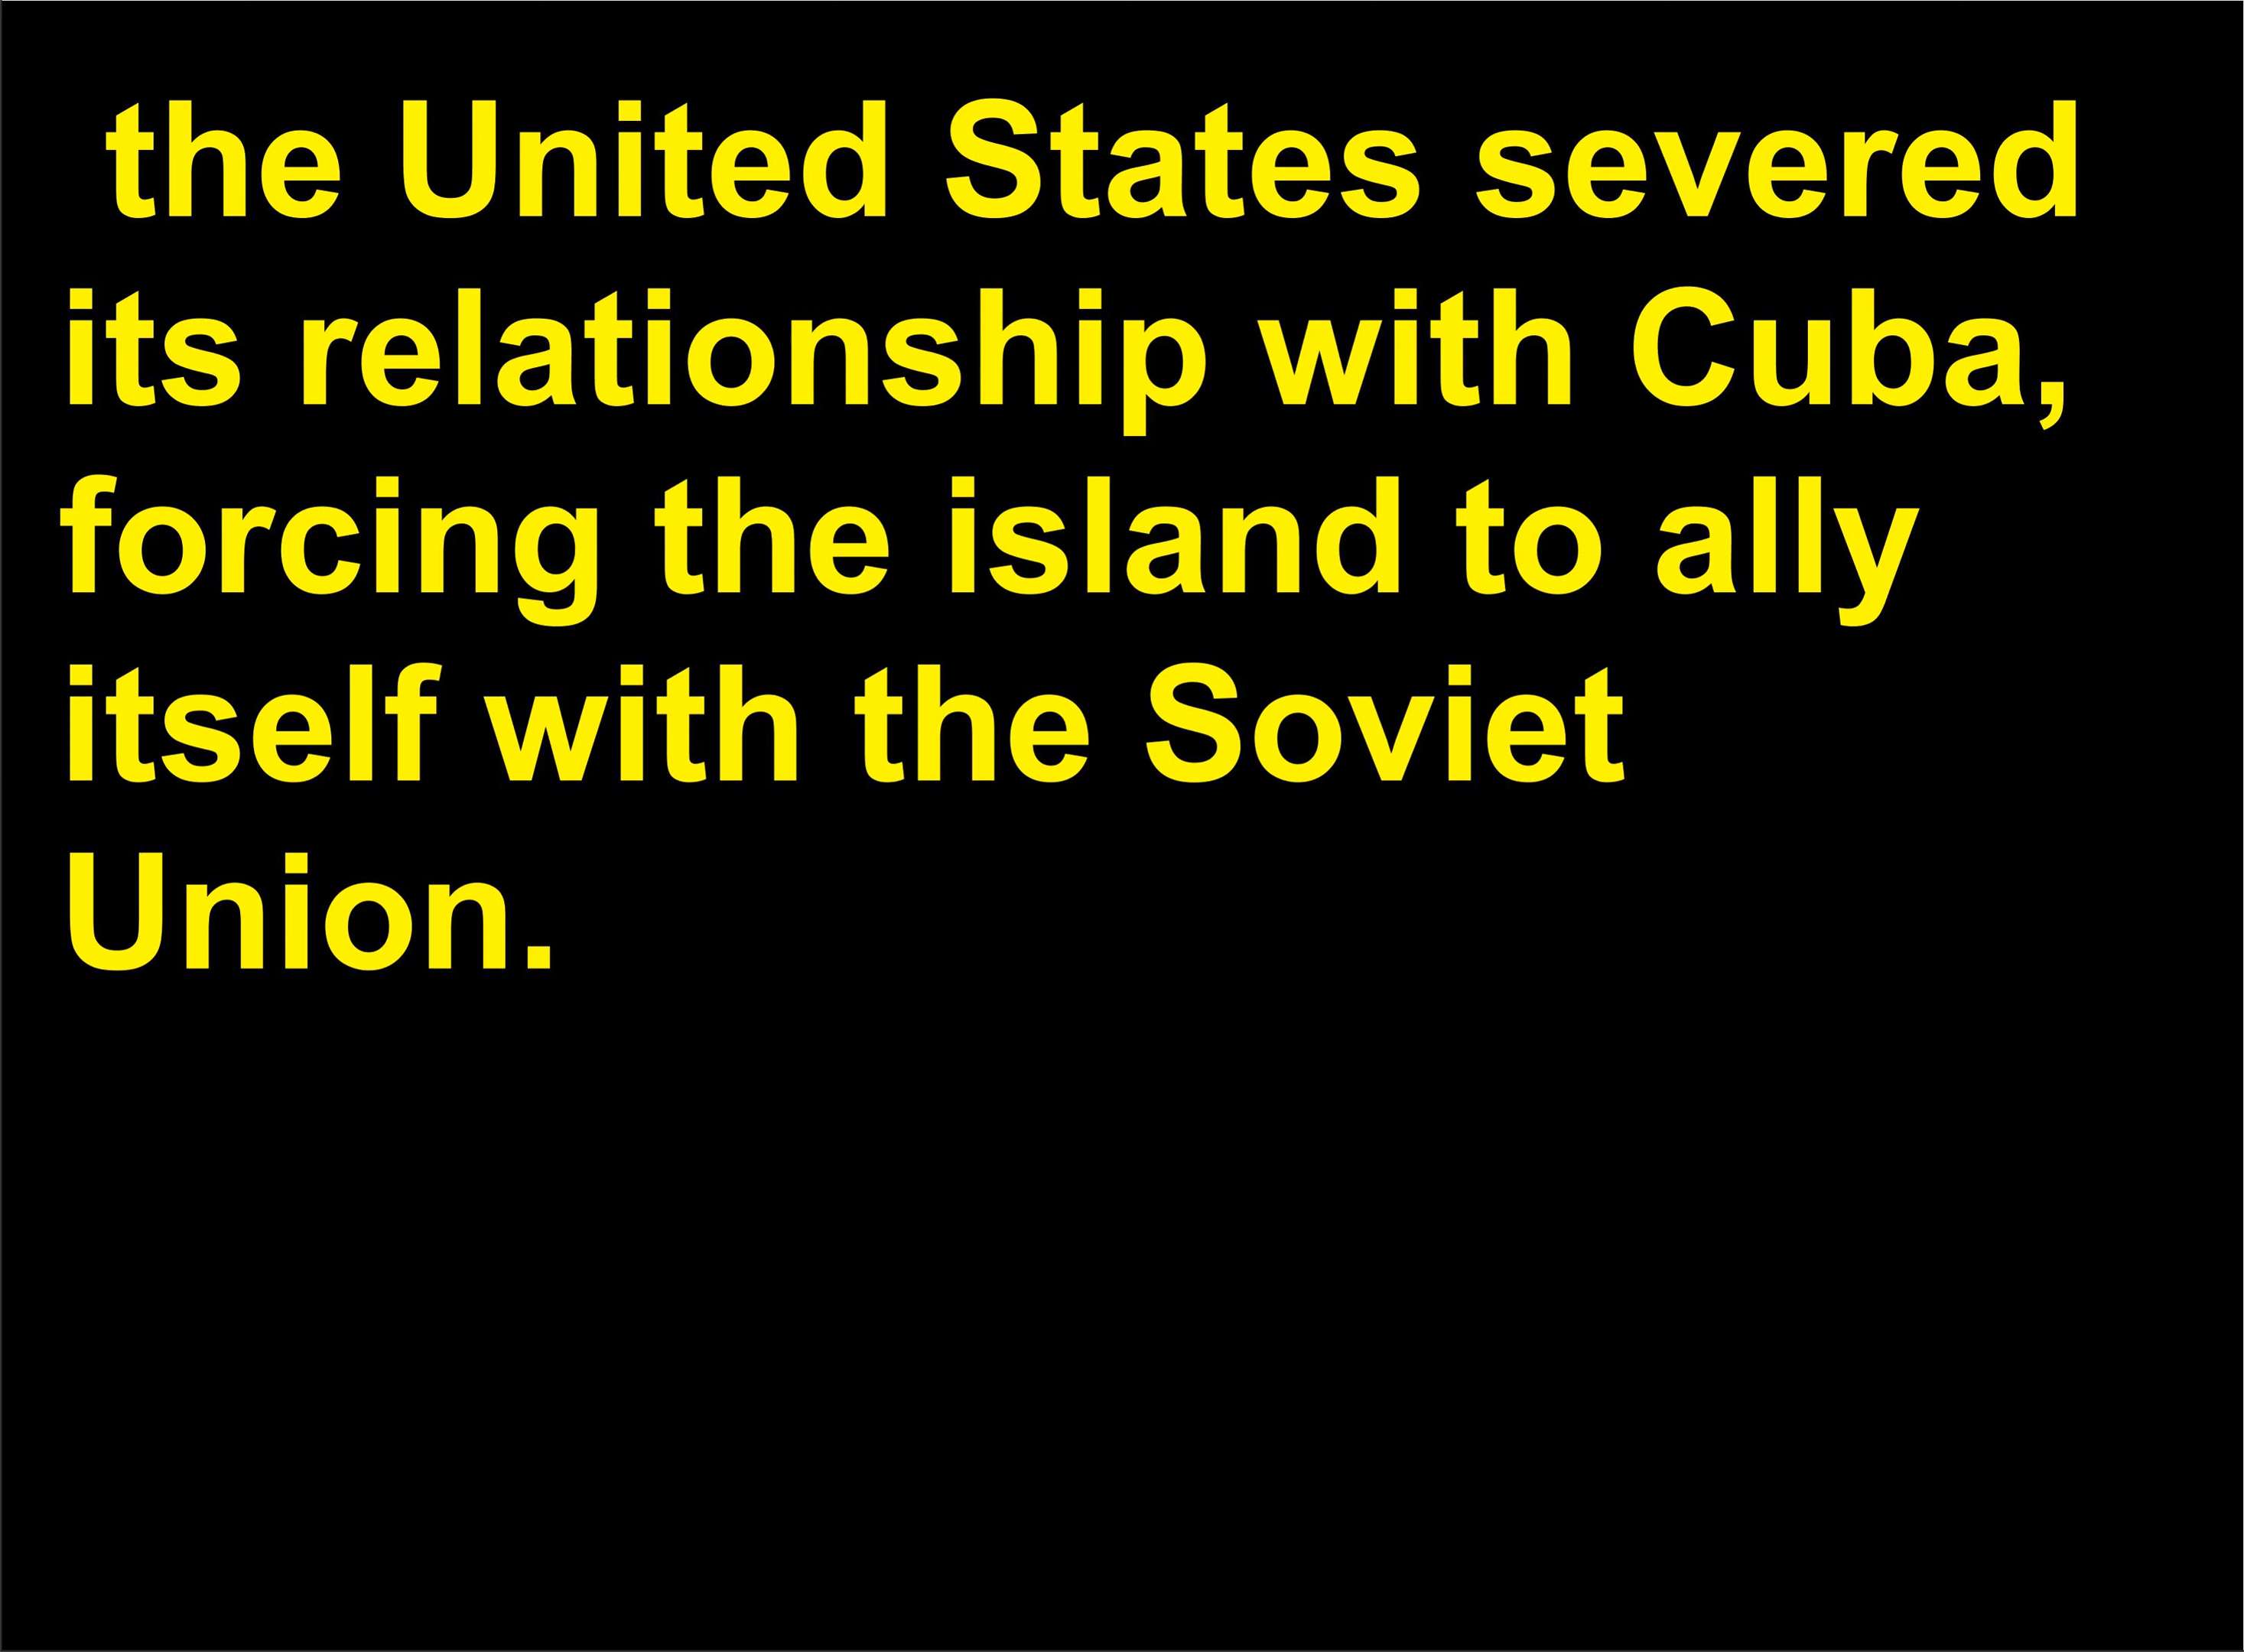 the United States severed
its relationship with Cuba,
forcing the island to ally
itself with the Soviet
Union.